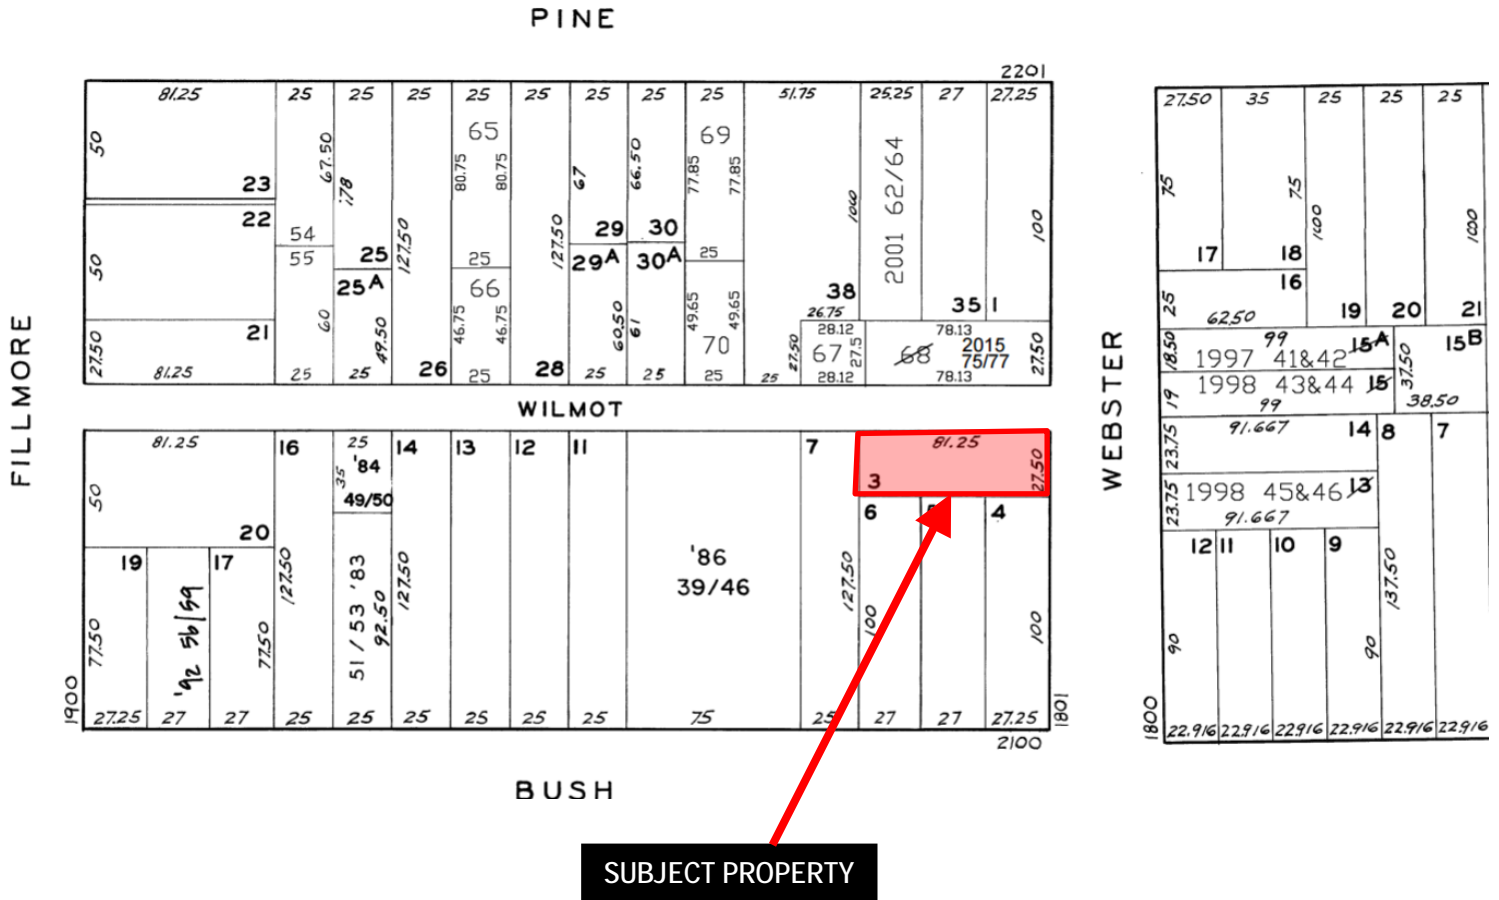 PINE
2201
81.25 25 25 25 25 25 25 25 25 51.75 25.25 27 27.25
50 67.50 178 127.50 65 80.75 80.75 127.50 67 66.50 69 77.85 77.85 100 2001 62/64 100
23
22
50 54 55 25 25 29 30 25
25A 66 29A 30A 38 35 1
21 60 49.50 46.75 46.75 60.50 61 49.65 49.65 70 26.75
27.50 27.50 28.12 67 27.5 28.12 78.13 68 2015 75/77 78.13 27.50
81.25 25 25 26 25 28 25 25 25 25
FILLMORE
WILMOT
WEBSTER
81.25 16 25 14 13 12 11 7 81.25
35 '84 49/50
50 20 3 27.50
6 4
19 17 127.50 51/53 '83 92.50 127.50 '86 39/46 127.50 100 100
77.50 '92 56/59 77.50
1900 27.25 27 27 25 25 25 25 25 25 75 25 27 27 27.25 1801
2100
BUSH
27.50 35 25 25 25
75 75 100 100
17 18
16
25 62.50 19 20 21
18.50 99 15A 15B
1997 41&42 37.50
19 1998 43&44 15
99 38.50
23.75 91.667 14 8 7
23.75 1998 45&46 13
91.667
12 11 10 9 137.50
90 90
1800 22.916 22.916 22.916 22.916 22.916 22.916
SUBJECT PROPERTY